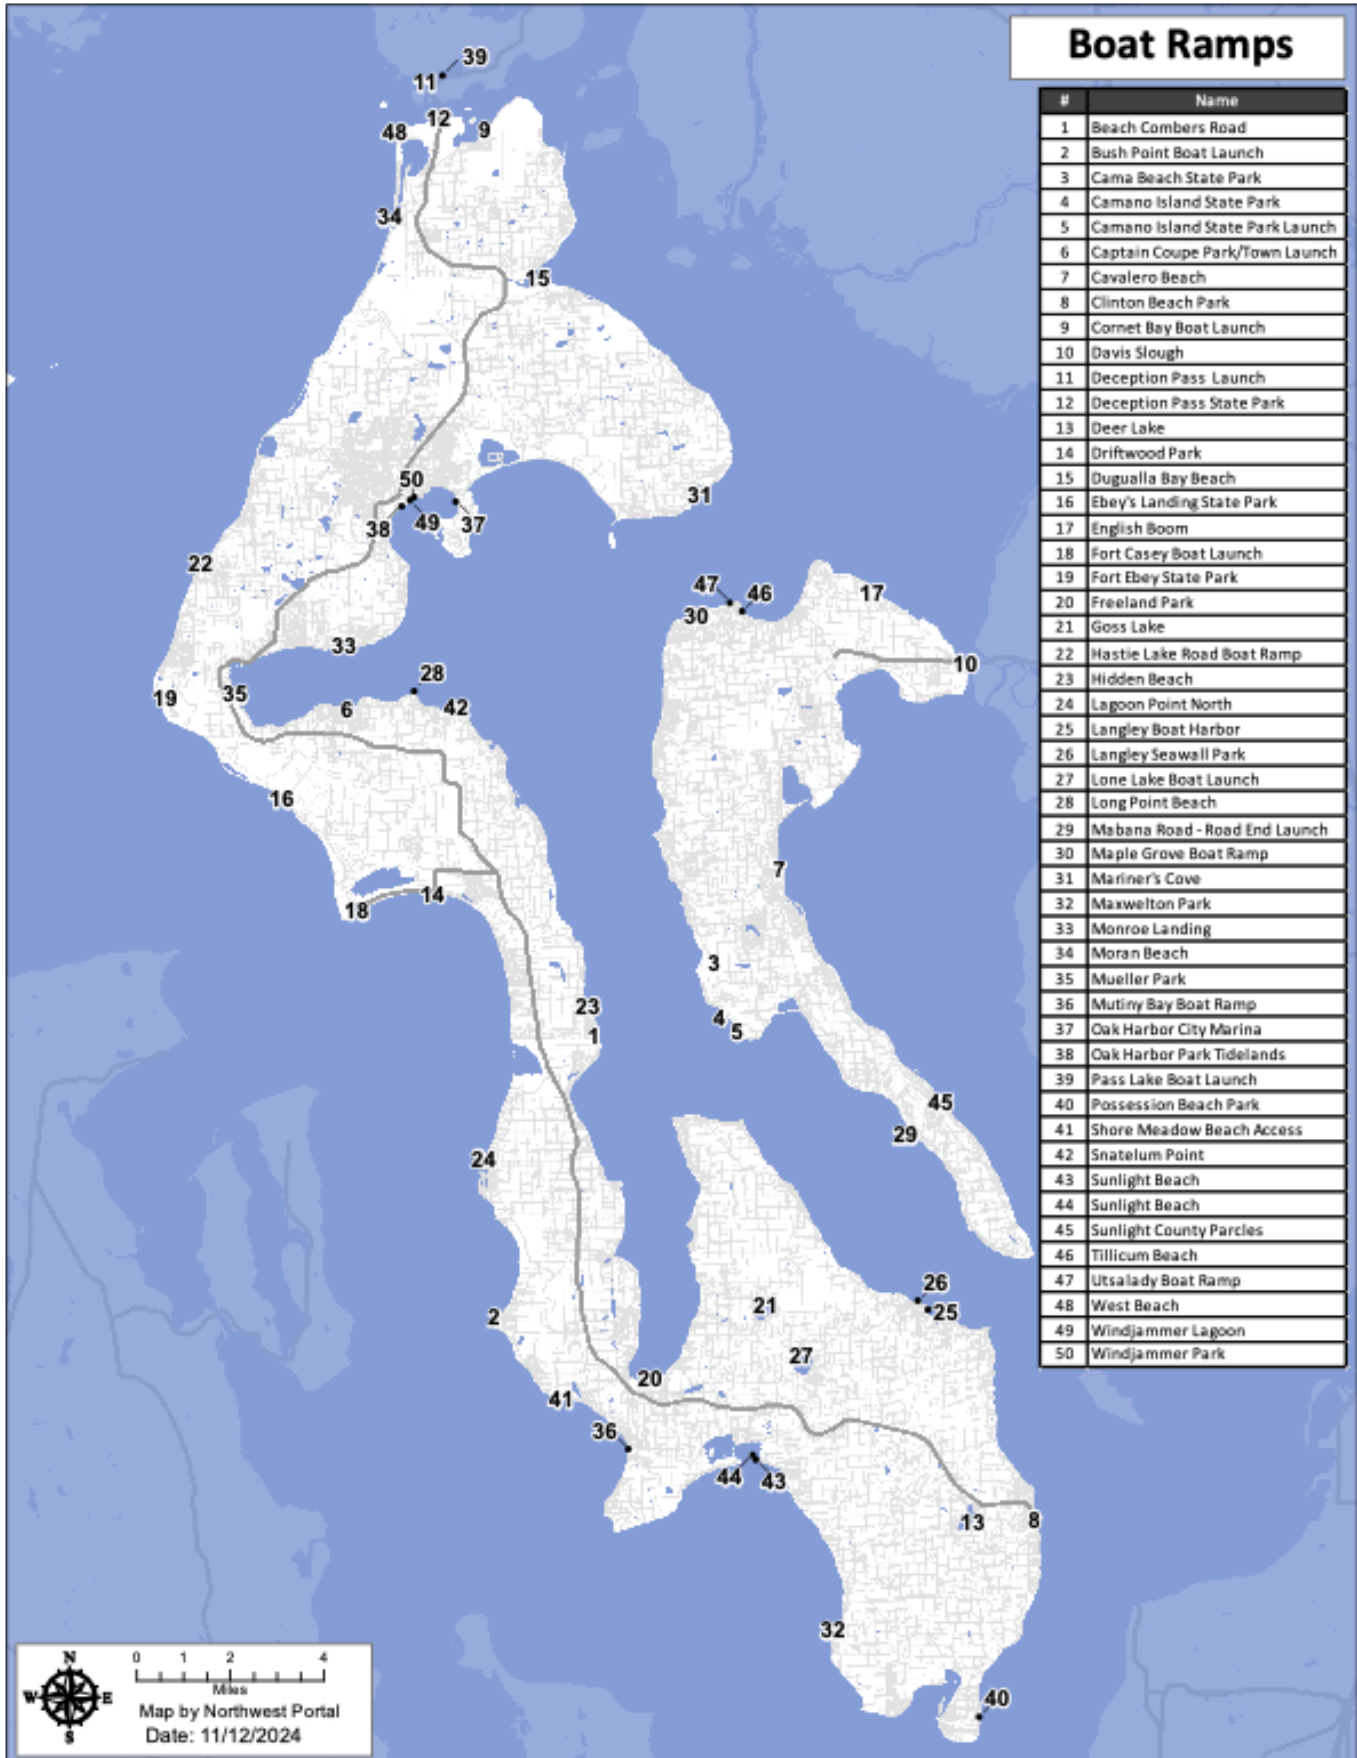 Boat Ramps
# Name
1 Beach Combers Road
2 Bush Point Boat Launch
3 Cama Beach State Park
4 Camano Island State Park
5 Camano Island State Park Launch
6 Captain Coupe Park/Town Launch
7 Cavalero Beach
8 Clinton Beach Park
9 Cornet Bay Boat Launch
10 Davis Slough
11 Deception Pass Launch
12 Deception Pass State Park
13 Deer Lake
14 Driftwood Park
15 Dugualla Bay Beach
16 Ebey's Landing State Park
17 English Boom
18 Fort Casey Boat Launch
19 Fort Ebey State Park
20 Freeland Park
21 Goss Lake
22 Hastie Lake Road Boat Ramp
23 Hidden Beach
24 Lagoon Point North
25 Langley Boat Harbor
26 Langley Seawall Park
27 Lone Lake Boat Launch
28 Long Point Beach
29 Mabana Road - Road End Launch
30 Maple Grove Boat Ramp
31 Mariner's Cove
32 Maxwelton Park
33 Monroe Landing
34 Moran Beach
35 Mueller Park
36 Mutiny Bay Boat Ramp
37 Oak Harbor City Marina
38 Oak Harbor Park Tidelands
39 Pass Lake Boat Launch
40 Possession Beach Park
41 Shore Meadow Beach Access
42 Snatelum Point
43 Sunlight Beach
44 Sunlight Beach
45 Sunlight County Parcles
46 Tillicum Beach
47 Utsalady Boat Ramp
48 West Beach
49 Windjammer Lagoon
50 Windjammer Park
39
11
12
48
9
34
15
50
31
38
49
37
22
47
46
17
30
33
10
28
19
35
6
42
16
7
14
18
3
23
4
5
1
45
29
24
26
21
25
2
27
20
41
36
44
43
13
8
32
40
N
W E
S
0 1 2 4
Miles
Map by Northwest Portal
Date: 11/12/2024